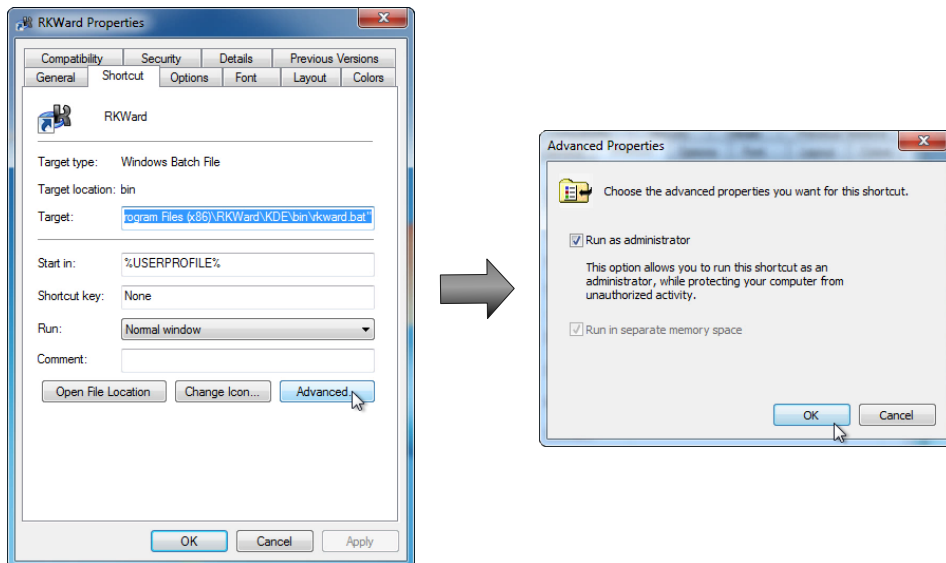 RKWard Properties
Compatibility Security Details Previous Versions
General Shortcut Options Font Layout Colors
RKWard
Target type: Windows Batch File
Target location: bin
Target: rogram Files (x86)\RKWard\KDE\bin\rkward.bat"
Start in: %USERPROFILE%
Shortcut key: None
Run: Normal window
Comment:
Open File Location Change Icon... Advanced...
OK Cancel Apply
Advanced Properties
Choose the advanced properties you want for this shortcut.
Run as administrator
This option allows you to run this shortcut as an
administrator, while protecting your computer from
unauthorized activity.
Run in separate memory space
OK Cancel